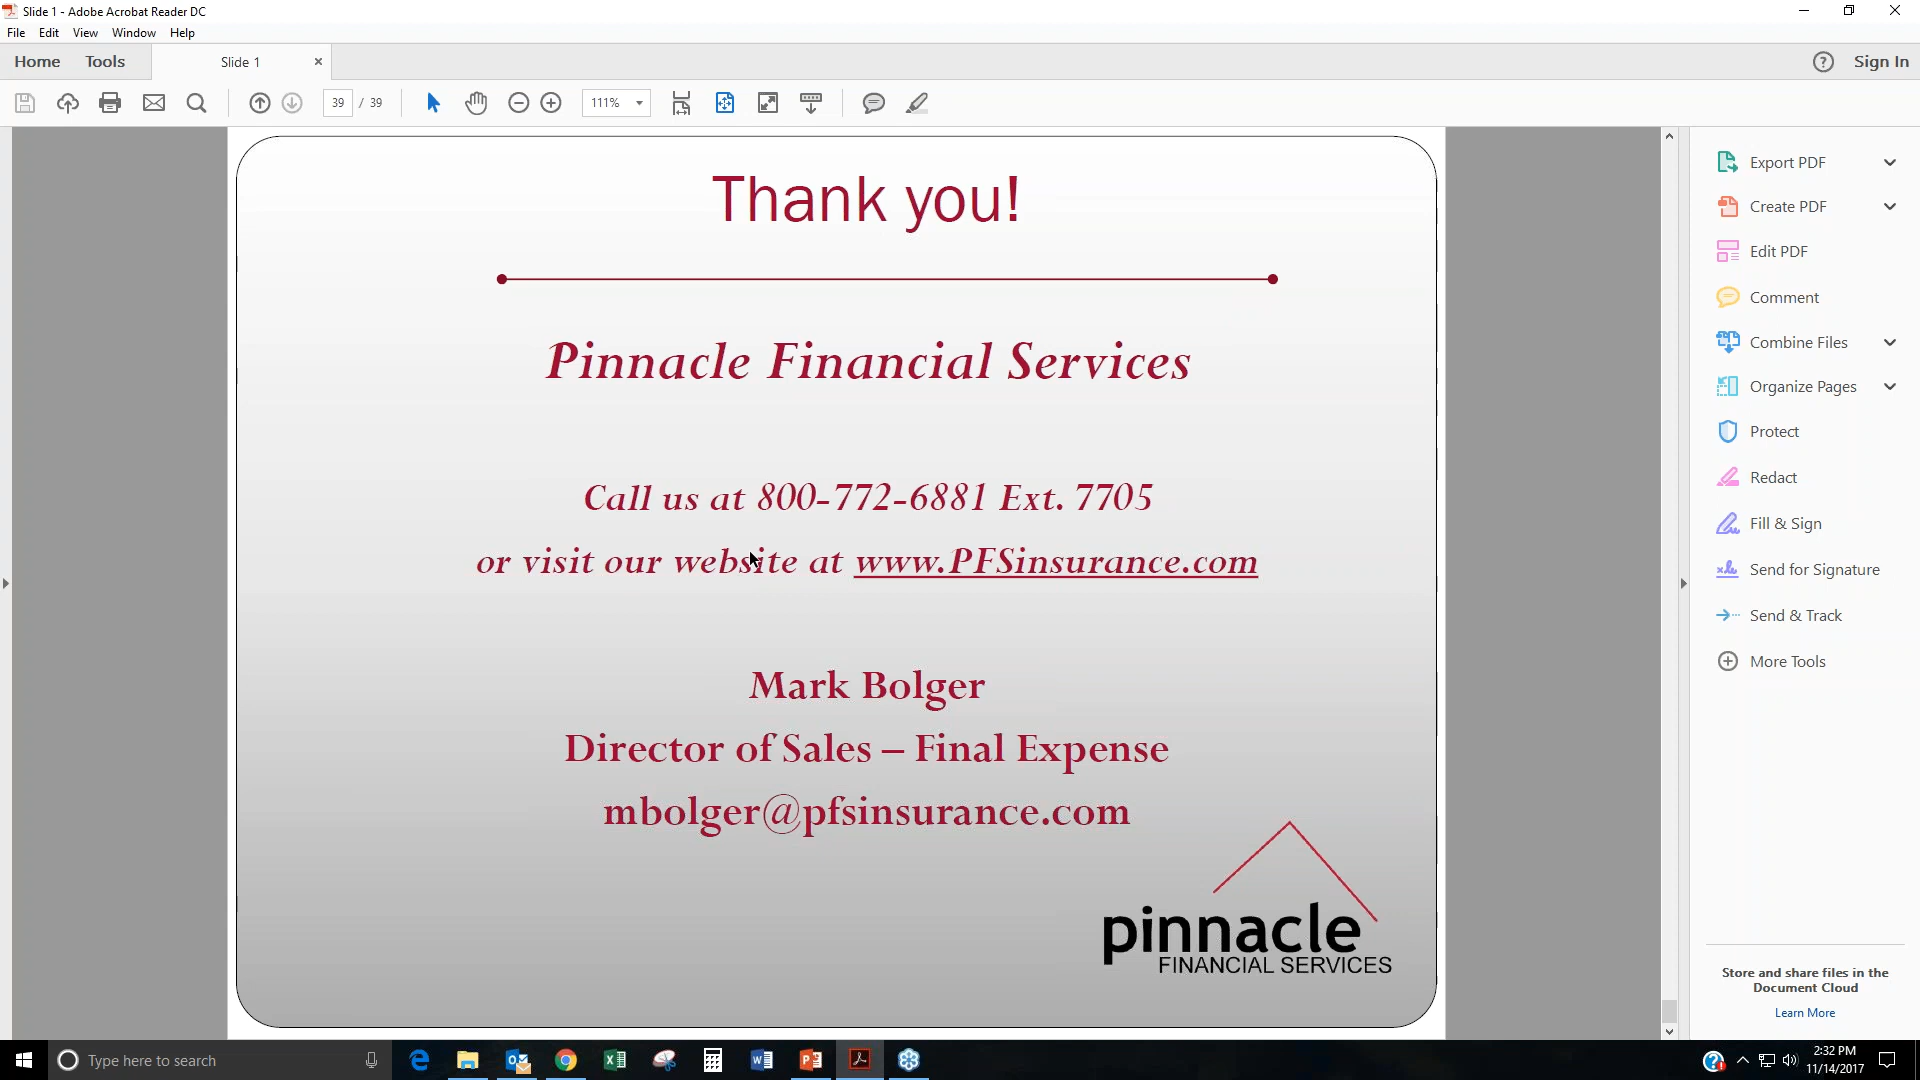 Slide 1 - Adobe Acrobat Reader DC
File Edit View Window Help
Home Tools Slide 1 Sign In
39 / 39 111%
Thank you!
Pinnacle Financial Services
Call us at 800-772-6881 Ext. 7705
or visit our website at www.PFSinsurance.com
Mark Bolger
Director of Sales – Final Expense
mbolger@pfsinsurance.com
pinnacle
FINANCIAL SERVICES
Export PDF
Create PDF
Edit PDF
Comment
Combine Files
Organize Pages
Protect
Redact
Fill & Sign
Send for Signature
Send & Track
More Tools
Store and share files in the
Document Cloud
Learn More
Type here to search
2:32 PM
11/14/2017